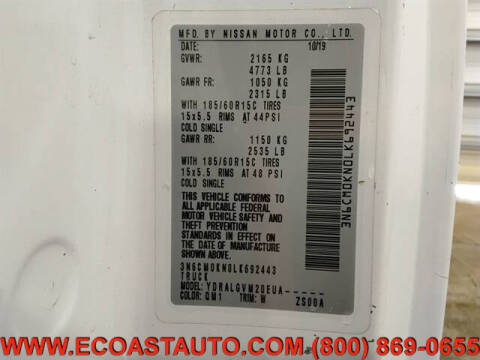 MFD. BY NISSAN MOTOR CO., LTD.
DATE: 10/19
GVWR: 2165 KG
4773 LB
GAWR FR: 1050 KG
2315 LB
WITH 185/60R15C TIRES
15x5.5 RIMS AT 44PSI
COLD SINGLE
GAWR RR: 1150 KG
2535 LB
WITH 185/60R15C TIRES
15x5.5 RIMS AT 48 PSI
COLD SINGLE
THIS VEHICLE CONFORMS TO
ALL APPLICABLE FEDERAL
MOTOR VEHICLE SAFETY AND
THEFT PREVENTION
STANDARDS IN EFFECT ON
THE DATE OF MANUFACTURE
SHOWN ABOVE.
3N6CM0KN0LK692443
TRUCK
MODEL: YDRALGVM20EUA-----
COLOR: QM1 TRIM: W ZS00A
3N6CM0KN0LK692443
WWW.ECOASTAUTO.COM - (800) 869-0655